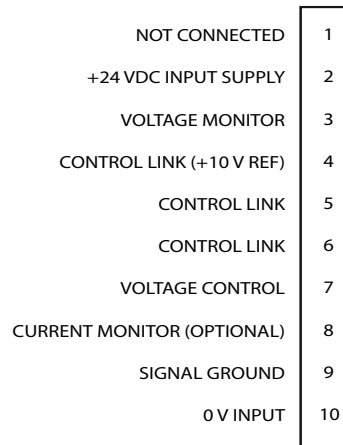 NOT CONNECTED 1
+24 VDC INPUT SUPPLY 2
VOLTAGE MONITOR 3
CONTROL LINK (+10 V REF) 4
CONTROL LINK 5
CONTROL LINK 6
VOLTAGE CONTROL 7
CURRENT MONITOR (OPTIONAL) 8
SIGNAL GROUND 9
0 V INPUT 10